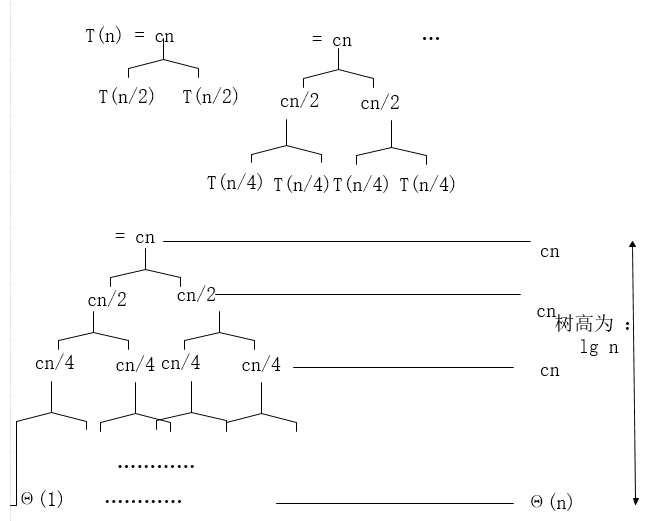 T(n) = cn
= cn
...
T(n/2) T(n/2)
cn/2 cn/2
T(n/4) T(n/4) T(n/4) T(n/4)
= cn
cn
cn/2 cn/2
cn
树高为：
lg n
cn/4 cn/4 cn/4 cn/4
cn
…………
Θ(1) ………… Θ(n)